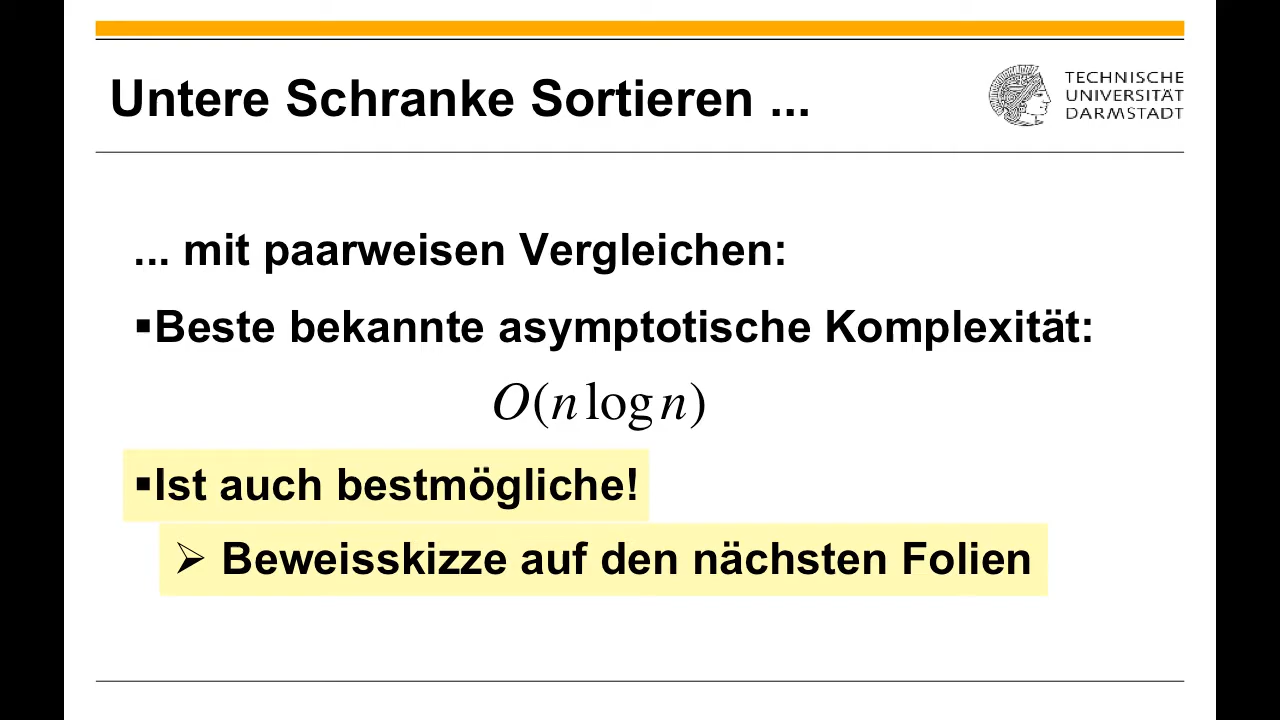 Untere Schranke Sortieren ...
TECHNISCHE
UNIVERSITÄT
DARMSTADT
... mit paarweisen Vergleichen:
▪Beste bekannte asymptotische Komplexität:
O(n log n)
▪Ist auch bestmögliche!
➢ Beweisskizze auf den nächsten Folien